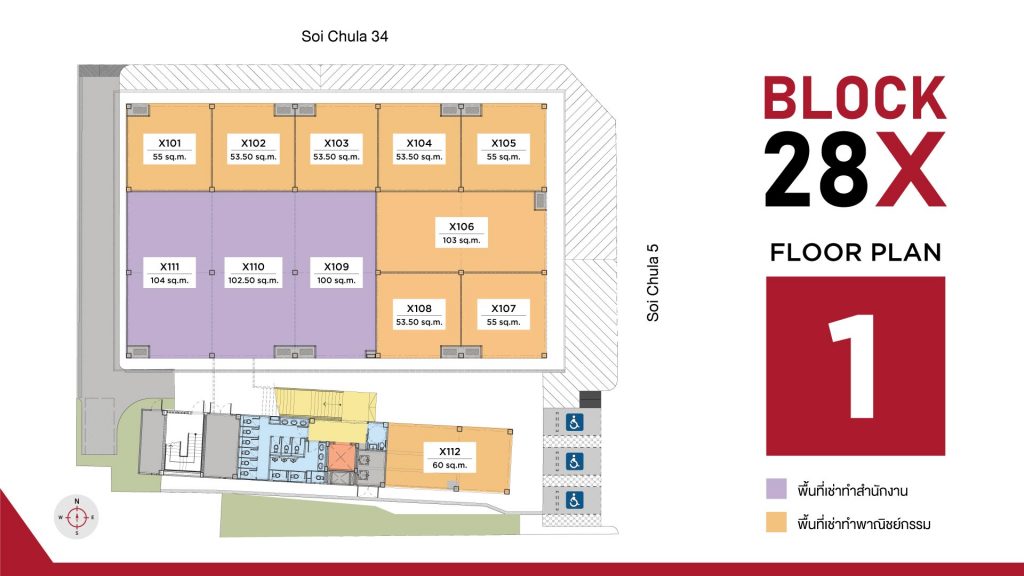 Soi Chula 34
X101
55 sq.m.
X102
53.50 sq.m.
X103
53.50 sq.m.
X104
53.50 sq.m.
X105
55 sq.m.
X106
103 sq.m.
X111
104 sq.m.
X110
102.50 sq.m.
X109
100 sq.m.
X108
53.50 sq.m.
X107
55 sq.m.
X112
60 sq.m.
Soi Chula 5
N
W E
S
BLOCK
28X
FLOOR PLAN
1
พื้นที่เช่าทำสำนักงาน
พื้นที่เช่าทำพาณิชย์กรรม